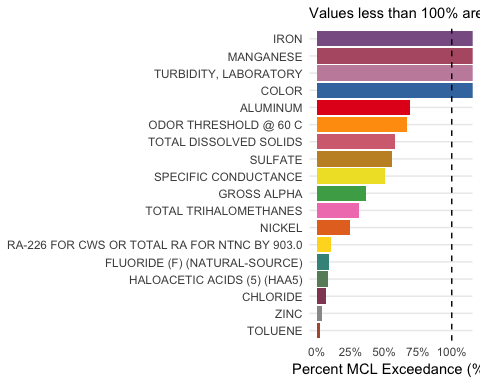 Values less than 100% are
IRON
MANGANESE
TURBIDITY, LABORATORY
COLOR
ALUMINUM
ODOR THRESHOLD @ 60 C
TOTAL DISSOLVED SOLIDS
SULFATE
SPECIFIC CONDUCTANCE
GROSS ALPHA
TOTAL TRIHALOMETHANES
NICKEL
RA-226 FOR CWS OR TOTAL RA FOR NTNC BY 903.0
FLUORIDE (F) (NATURAL-SOURCE)
HALOACETIC ACIDS (5) (HAA5)
CHLORIDE
ZINC
TOLUENE
0% 25% 50% 75% 100%
Percent MCL Exceedance (%